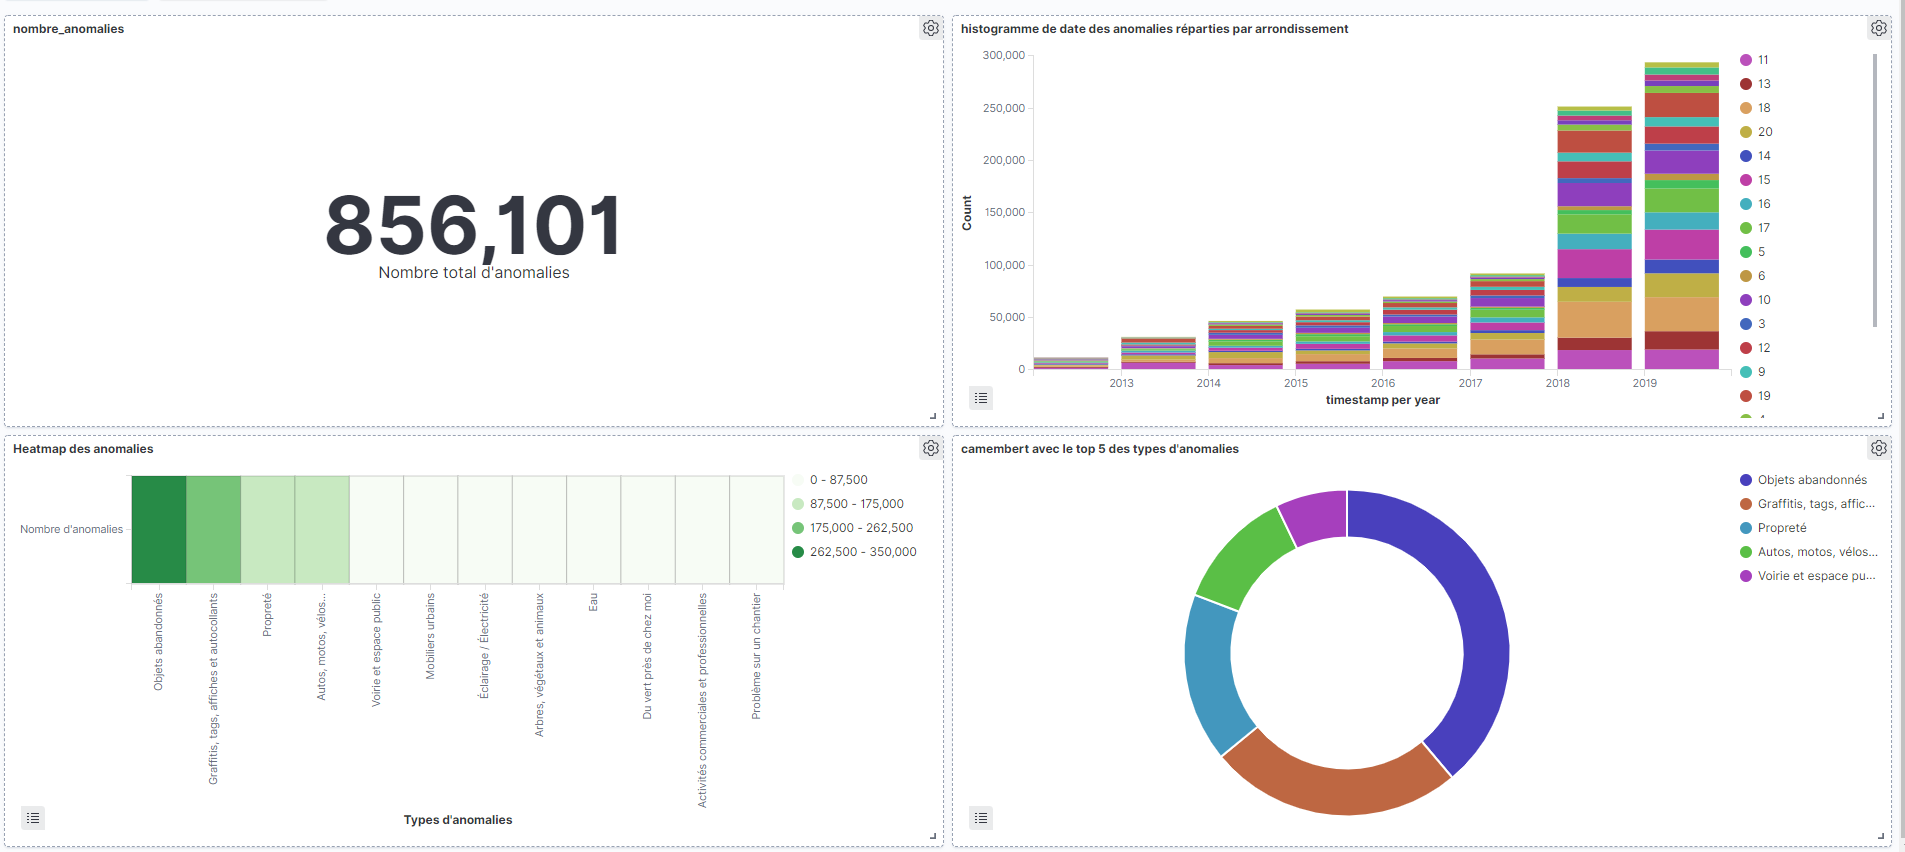 nombre_anomalies
856,101
Nombre total d'anomalies
histogramme de date des anomalies réparties par arrondissement
300,000
250,000
200,000
150,000
100,000
50,000
0
Count
2013
2014
2015
2016
2017
2018
2019
timestamp per year
11
13
18
20
14
15
16
17
5
6
10
3
12
9
19
Heatmap des anomalies
Nombre d'anomalies
Objets abandonnés
Graffitis, tags, affiches et autocollants
Propreté
Autos, motos, vélos...
Voirie et espace public
Mobiliers urbains
Éclairage / Électricité
Arbres, végétaux et animaux
Eau
Du vert près de chez moi
Activités commerciales et professionnelles
Problème sur un chantier
Types d'anomalies
0 - 87,500
87,500 - 175,000
175,000 - 262,500
262,500 - 350,000
camembert avec le top 5 des types d'anomalies
Objets abandonnés
Graffitis, tags, affic...
Propreté
Autos, motos, vélos...
Voirie et espace pu...